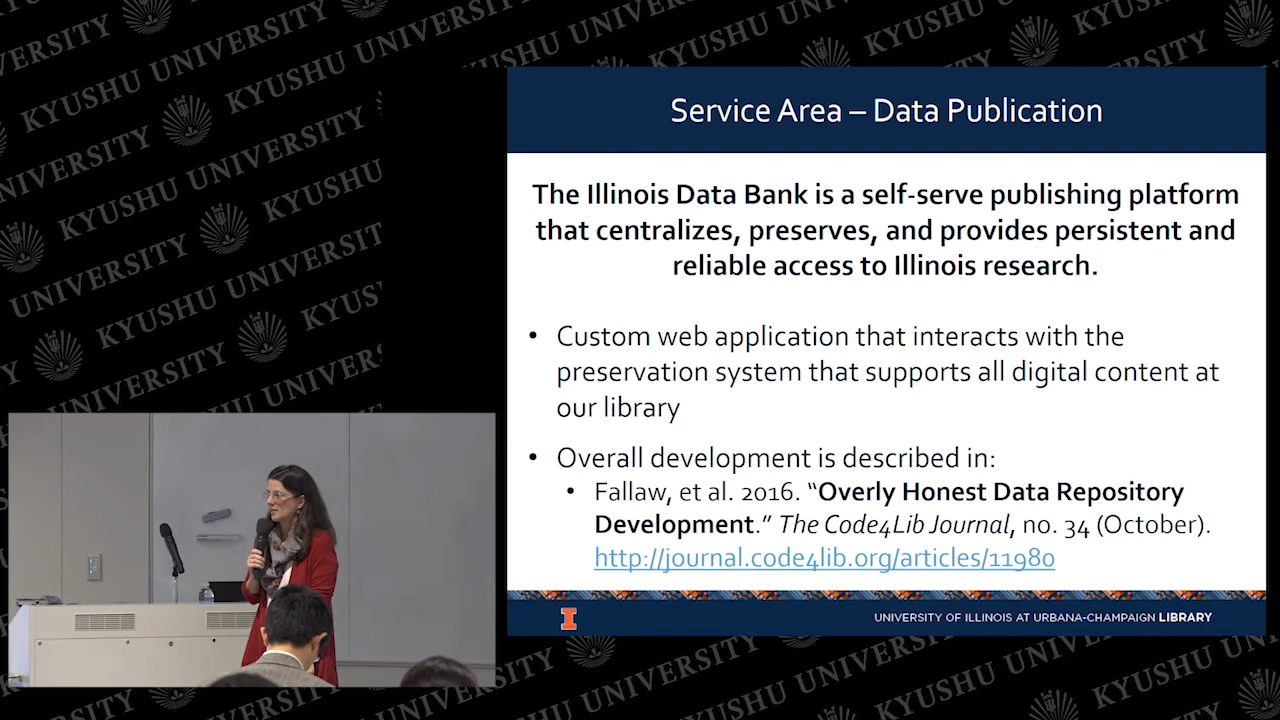 Service Area – Data Publication
The Illinois Data Bank is a self-serve publishing platform
that centralizes, preserves, and provides persistent and
reliable access to Illinois research.
• Custom web application that interacts with the
preservation system that supports all digital content at
our library
• Overall development is described in:
• Fallaw, et al. 2016. “Overly Honest Data Repository
Development.” The Code4Lib Journal, no. 34 (October).
http://journal.code4lib.org/articles/11980
I
UNIVERSITY OF ILLINOIS AT URBANA-CHAMPAIGN LIBRARY
KYUSHU UNIVERSITY